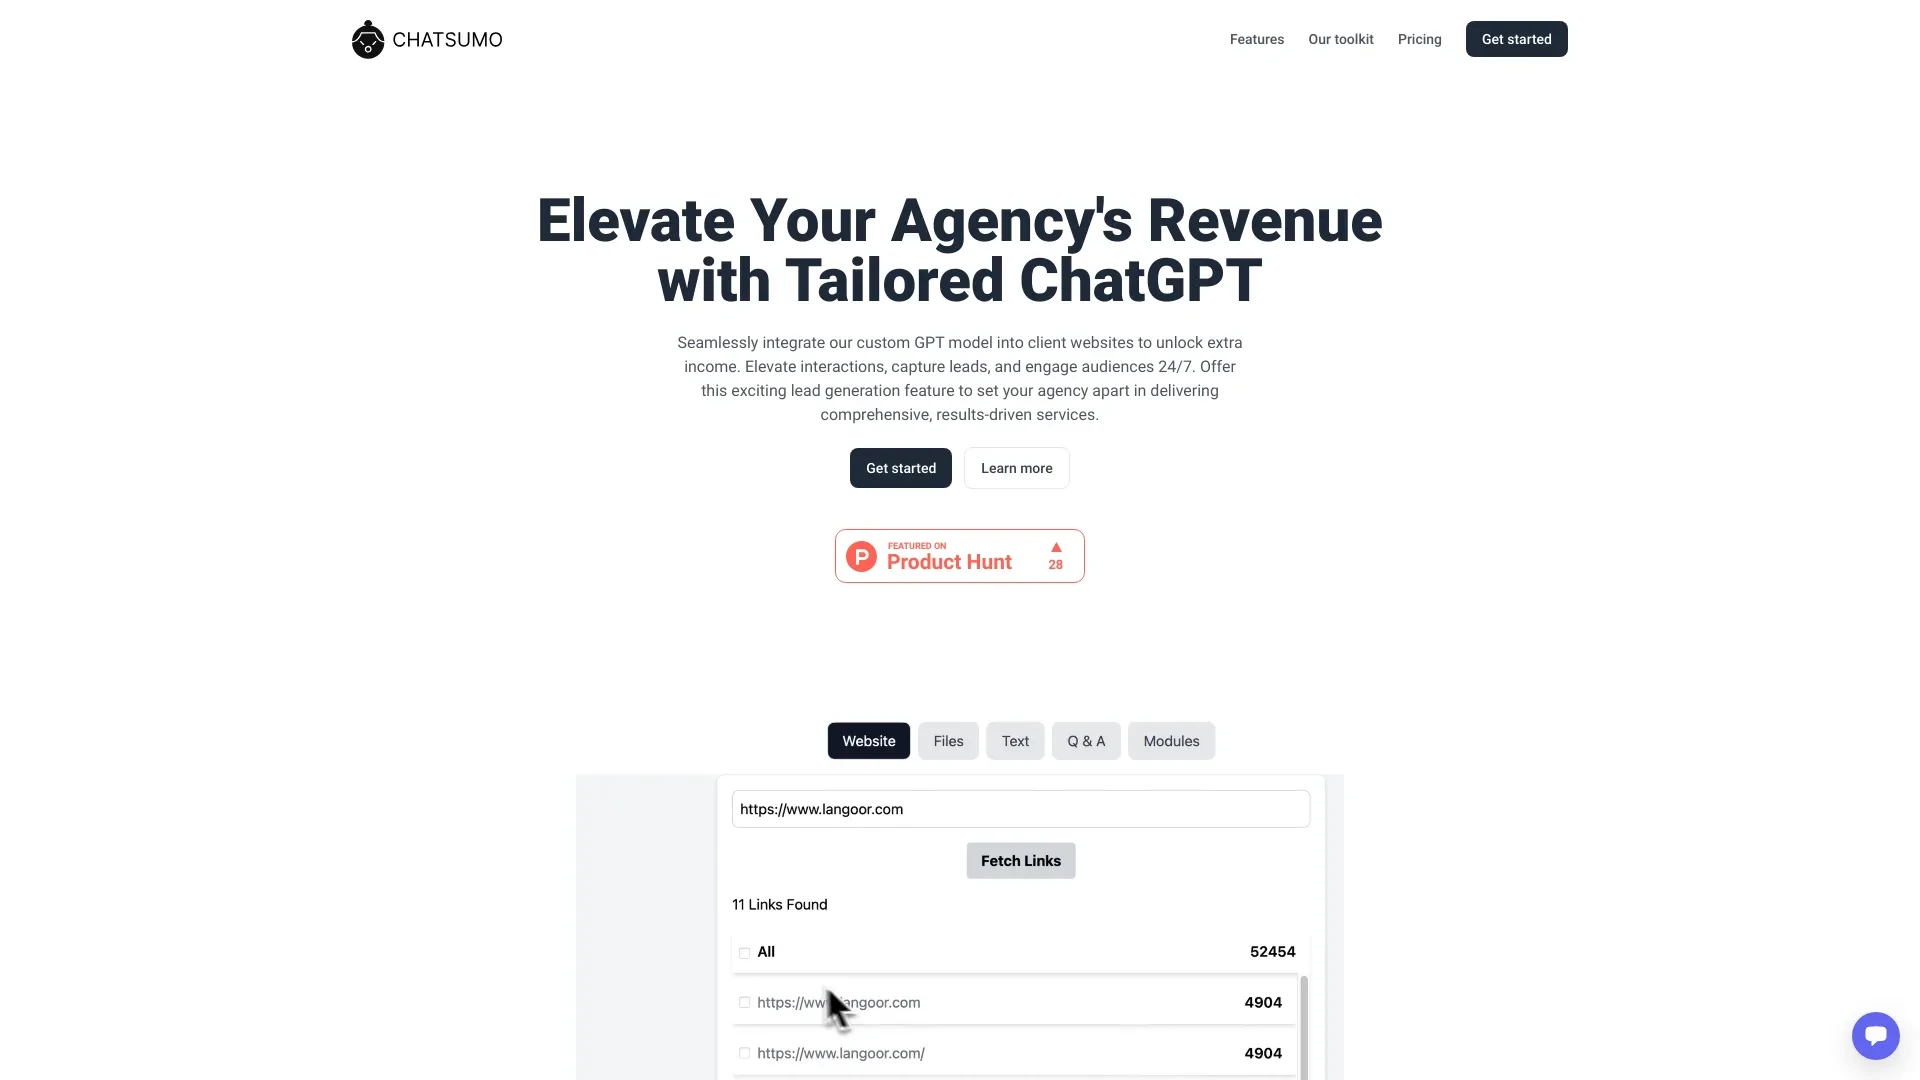 CHATSUMO
Features
Our toolkit
Pricing
Get started
Elevate Your Agency's Revenue
with Tailored ChatGPT
Seamlessly integrate our custom GPT model into client websites to unlock extra
income. Elevate interactions, capture leads, and engage audiences 24/7. Offer
this exciting lead generation feature to set your agency apart in delivering
comprehensive, results-driven services.
Get started
Learn more
P
FEATURED ON
Product Hunt
28
Website
Files
Text
Q & A
Modules
https://www.langoor.com
Fetch Links
11 Links Found
All 52454
https://www.langoor.com 4904
https://www.langoor.com/ 4904